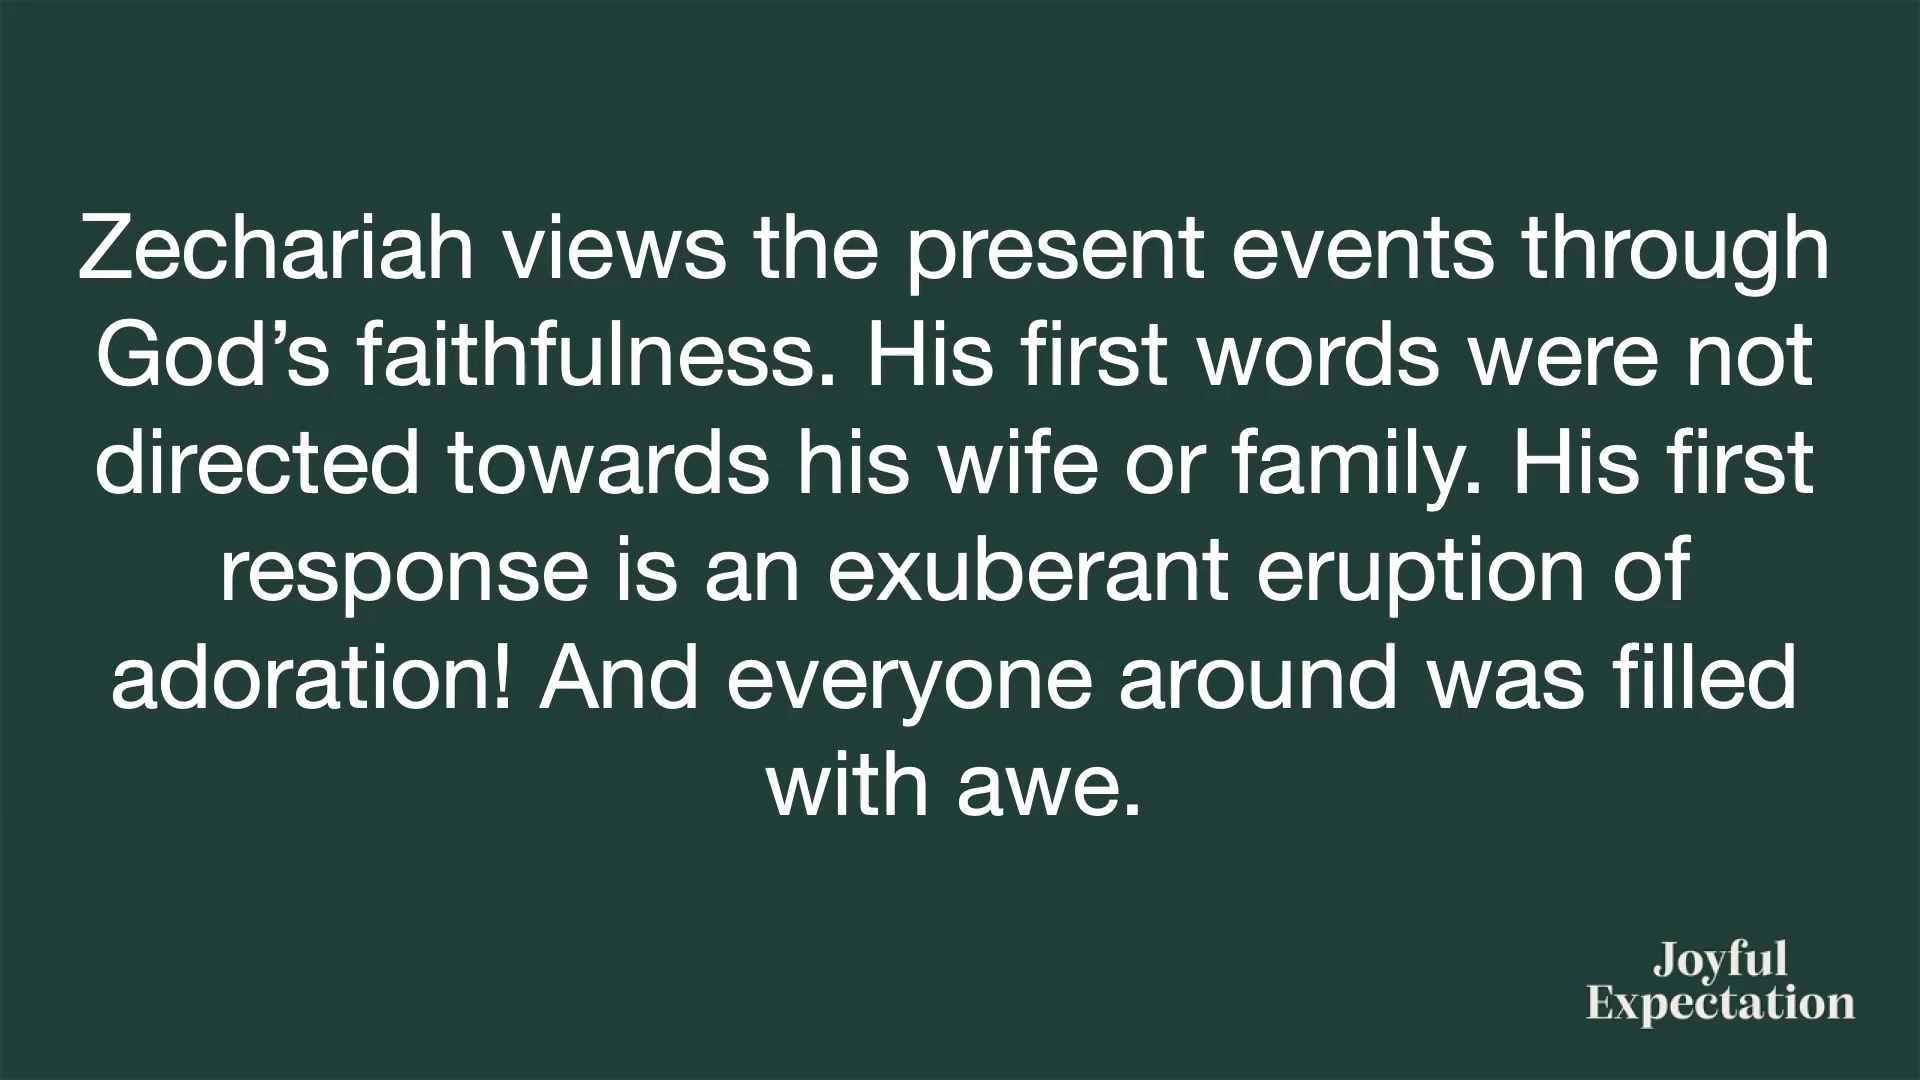 Zechariah views the present events through
God’s faithfulness. His first words were not
directed towards his wife or family. His first
response is an exuberant eruption of
adoration! And everyone around was filled
with awe.
Joyful
Expectation